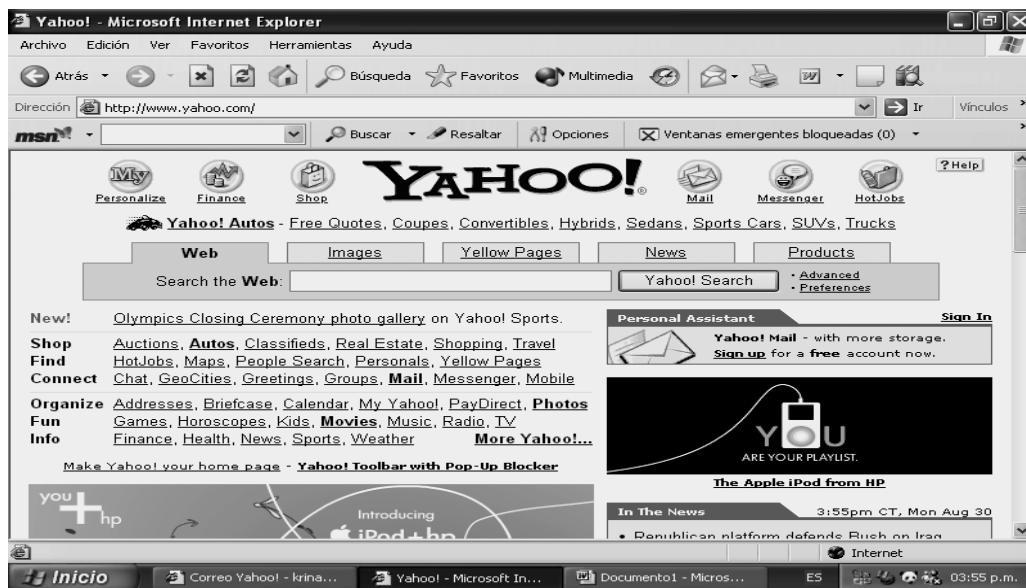 Yahoo! - Microsoft Internet Explorer
Archivo Edición Ver Favoritos Herramientas Ayuda
Atrás Búsqueda Favoritos Multimedia
Dirección http://www.yahoo.com/ Ir Vínculos »
msn Buscar Resaltar Opciones Ventanas emergentes bloqueadas (0) »
My YAHOO! ? Help
Personalize Finance Shop Mail Messenger HotJobs
Yahoo! Autos - Free Quotes, Coupes, Convertibles, Hybrids, Sedans, Sports Cars, SUVs, Trucks
Web Images Yellow Pages News Products
Search the Web: Yahoo! Search · Advanced
· Preferences
New! Olympics Closing Ceremony photo gallery on Yahoo! Sports.
Shop Auctions, Autos, Classifieds, Real Estate, Shopping, Travel
Find HotJobs, Maps, People Search, Personals, Yellow Pages
Connect Chat, GeoCities, Greetings, Groups, Mail, Messenger, Mobile
Organize Addresses, Briefcase, Calendar, My Yahoo!, PayDirect, Photos
Fun Games, Horoscopes, Kids, Movies, Music, Radio, TV
Info Finance, Health, News, Sports, Weather More Yahoo!...
Make Yahoo! your home page - Yahoo! Toolbar with Pop-Up Blocker
you + hp
Introducing
iPod+hp
Personal Assistant Sign In
Yahoo! Mail - with more storage.
Sign up for a free account now.
YOU
ARE YOUR PLAYLIST.
The Apple iPod from HP
In The News 3:55pm CT, Mon Aug 30
• Republican platform defends Bush on Iraq
Internet
Inicio Correo Yahoo! - krina... Yahoo! - Microsoft In... Documento1 - Micros... ES 03:55 p.m.